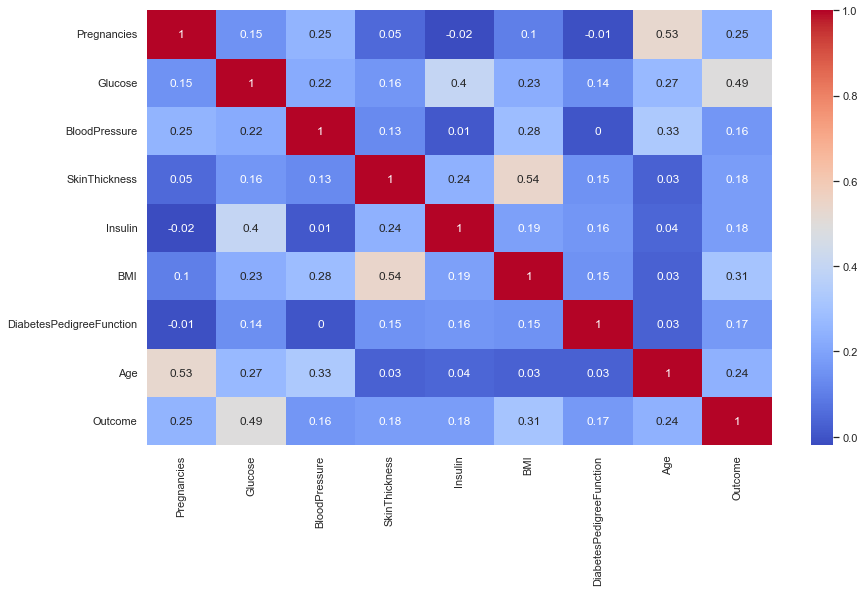 Pregnancies 1 0.15 0.25 0.05 -0.02 0.1 -0.01 0.53 0.25
Glucose 0.15 1 0.22 0.16 0.4 0.23 0.14 0.27 0.49
BloodPressure 0.25 0.22 1 0.13 0.01 0.28 0 0.33 0.16
SkinThickness 0.05 0.16 0.13 1 0.24 0.54 0.15 0.03 0.18
Insulin -0.02 0.4 0.01 0.24 1 0.19 0.16 0.04 0.18
BMI 0.1 0.23 0.28 0.54 0.19 1 0.15 0.03 0.31
DiabetesPedigreeFunction -0.01 0.14 0 0.15 0.16 0.15 1 0.03 0.17
Age 0.53 0.27 0.33 0.03 0.04 0.03 0.03 1 0.24
Outcome 0.25 0.49 0.16 0.18 0.18 0.31 0.17 0.24 1
Pregnancies
Glucose
BloodPressure
SkinThickness
Insulin
BMI
DiabetesPedigreeFunction
Age
Outcome
1.0
0.8
0.6
0.4
0.2
0.0